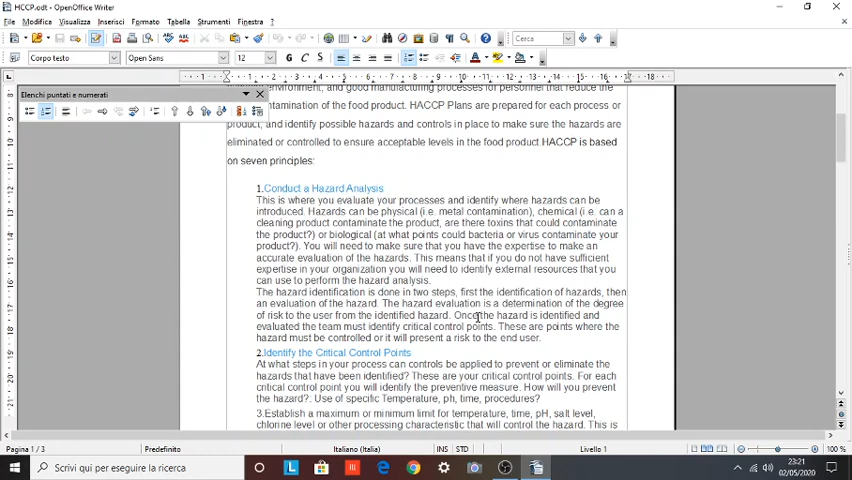 HCCP.odt - OpenOffice Writer
File Modifica Visualizza Inserisci Formato Tabella Strumenti Finestra ?
Cerca
Corpo testo Open Sans 12
Elenchi puntati e numerati
environment, and good manufacturing processes for personnel that reduce the
contamination of the food product. HACCP Plans are prepared for each process or
product, and identify possible hazards and controls in place to make sure the hazards are
eliminated or controlled to ensure acceptable levels in the food product.HACCP is based
on seven principles:
1.Conduct a Hazard Analysis
This is where you evaluate your processes and identify where hazards can be
introduced. Hazards can be physical (i.e. metal contamination), chemical (i.e. can a
cleaning product contaminate the product, are there toxins that could contaminate
the product?) or biological (at what points could bacteria or virus contaminate your
product?). You will need to make sure that you have the expertise to make an
accurate evaluation of the hazards. This means that if you do not have sufficient
expertise in your organization you will need to identify external resources that you
can use to perform the hazard analysis.
The hazard identification is done in two steps, first the identification of hazards, then
an evaluation of the hazard. The hazard evaluation is a determination of the degree
of risk to the user from the identified hazard. Once the hazard is identified and
evaluated the team must identify critical control points. These are points where the
hazard must be controlled or it will present a risk to the end user.
2.Identify the Critical Control Points
At what steps in your process can controls be applied to prevent or eliminate the
hazards that have been identified? These are your critical control points. For each
critical control point you will identify the preventive measure. How will you prevent
the hazard?: Use of specific Temperature, ph, time, procedures?
3.Establish a maximum or minimum limit for temperature, time, pH, salt level,
chlorine level or other processing characteristic that will control the hazard. This is
Pagina 1 / 3 Predefinito Italiano (Italia) INS STD Livello 1 100 %
Scrivi qui per eseguire la ricerca
23:21
02/05/2020